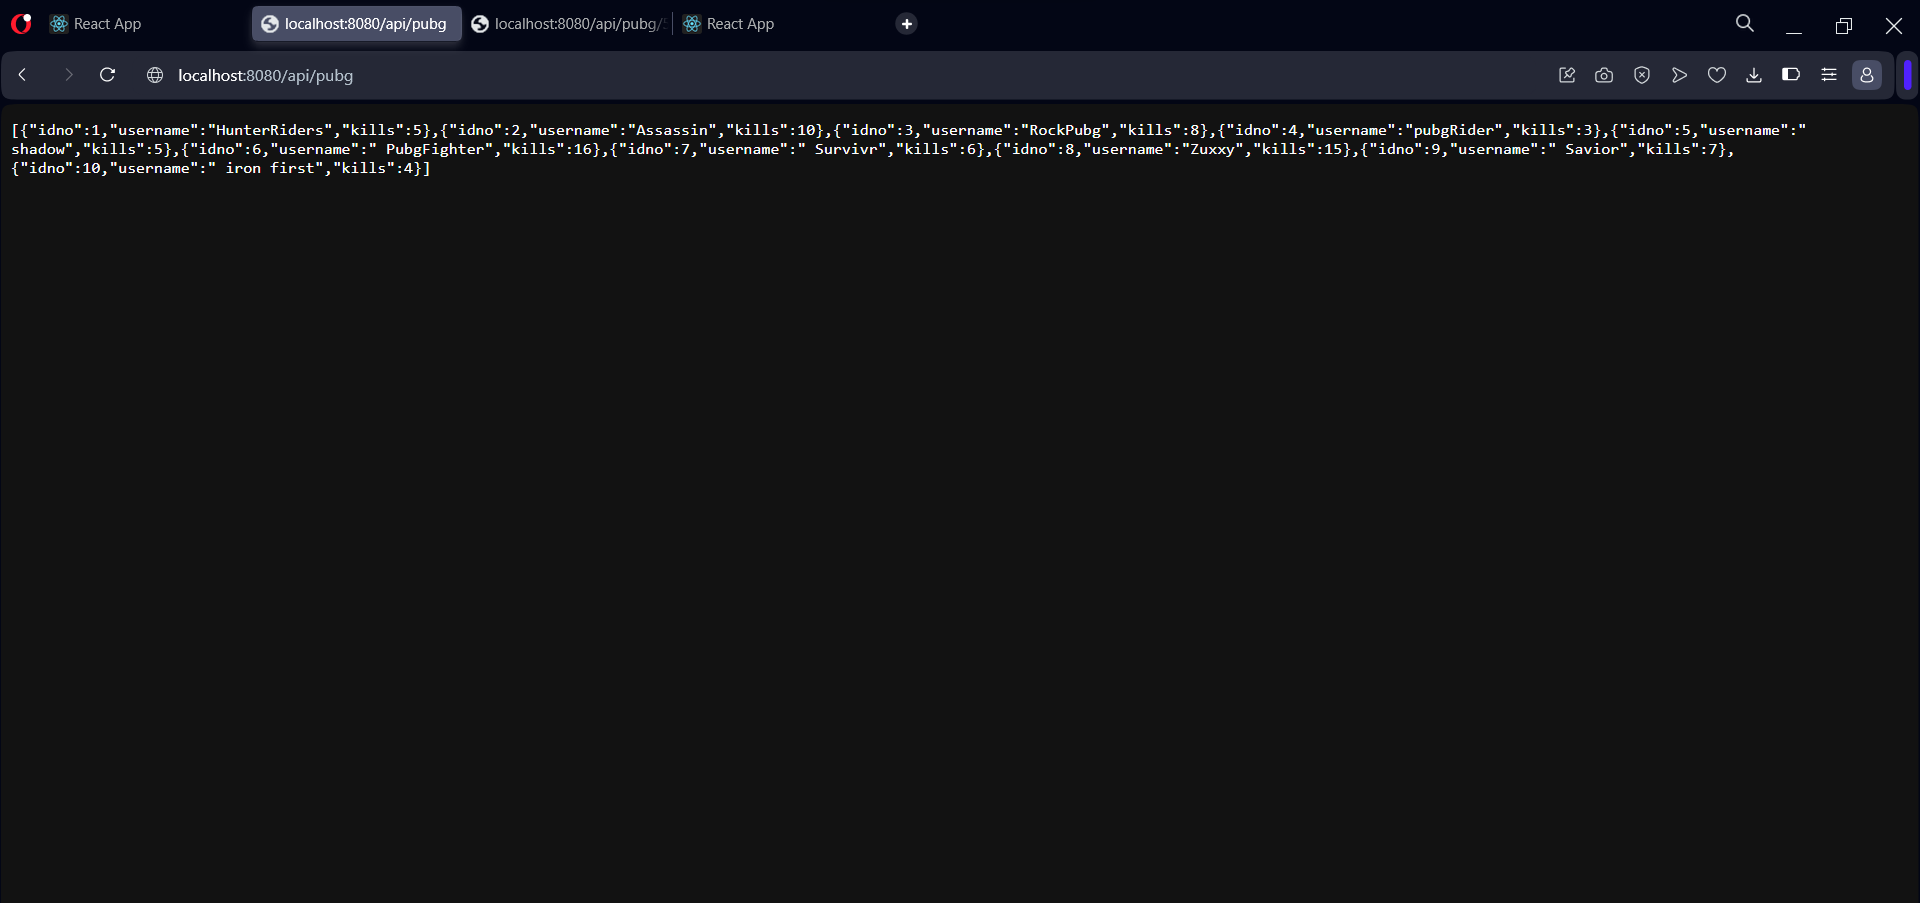 React App
localhost:8080/api/pubg
localhost:8080/api/pubg/
React App
localhost:8080/api/pubg
[{"idno":1,"username":"HunterRiders","kills":5},{"idno":2,"username":"Assassin","kills":10},{"idno":3,"username":"RockPubg","kills":8},{"idno":4,"username":"pubgRider","kills":3},{"idno":5,"username":"
shadow","kills":5},{"idno":6,"username":" PubgFighter","kills":16},{"idno":7,"username":" Survivr","kills":6},{"idno":8,"username":"Zuxxy","kills":15},{"idno":9,"username":" Savior","kills":7},
{"idno":10,"username":" iron first","kills":4}]